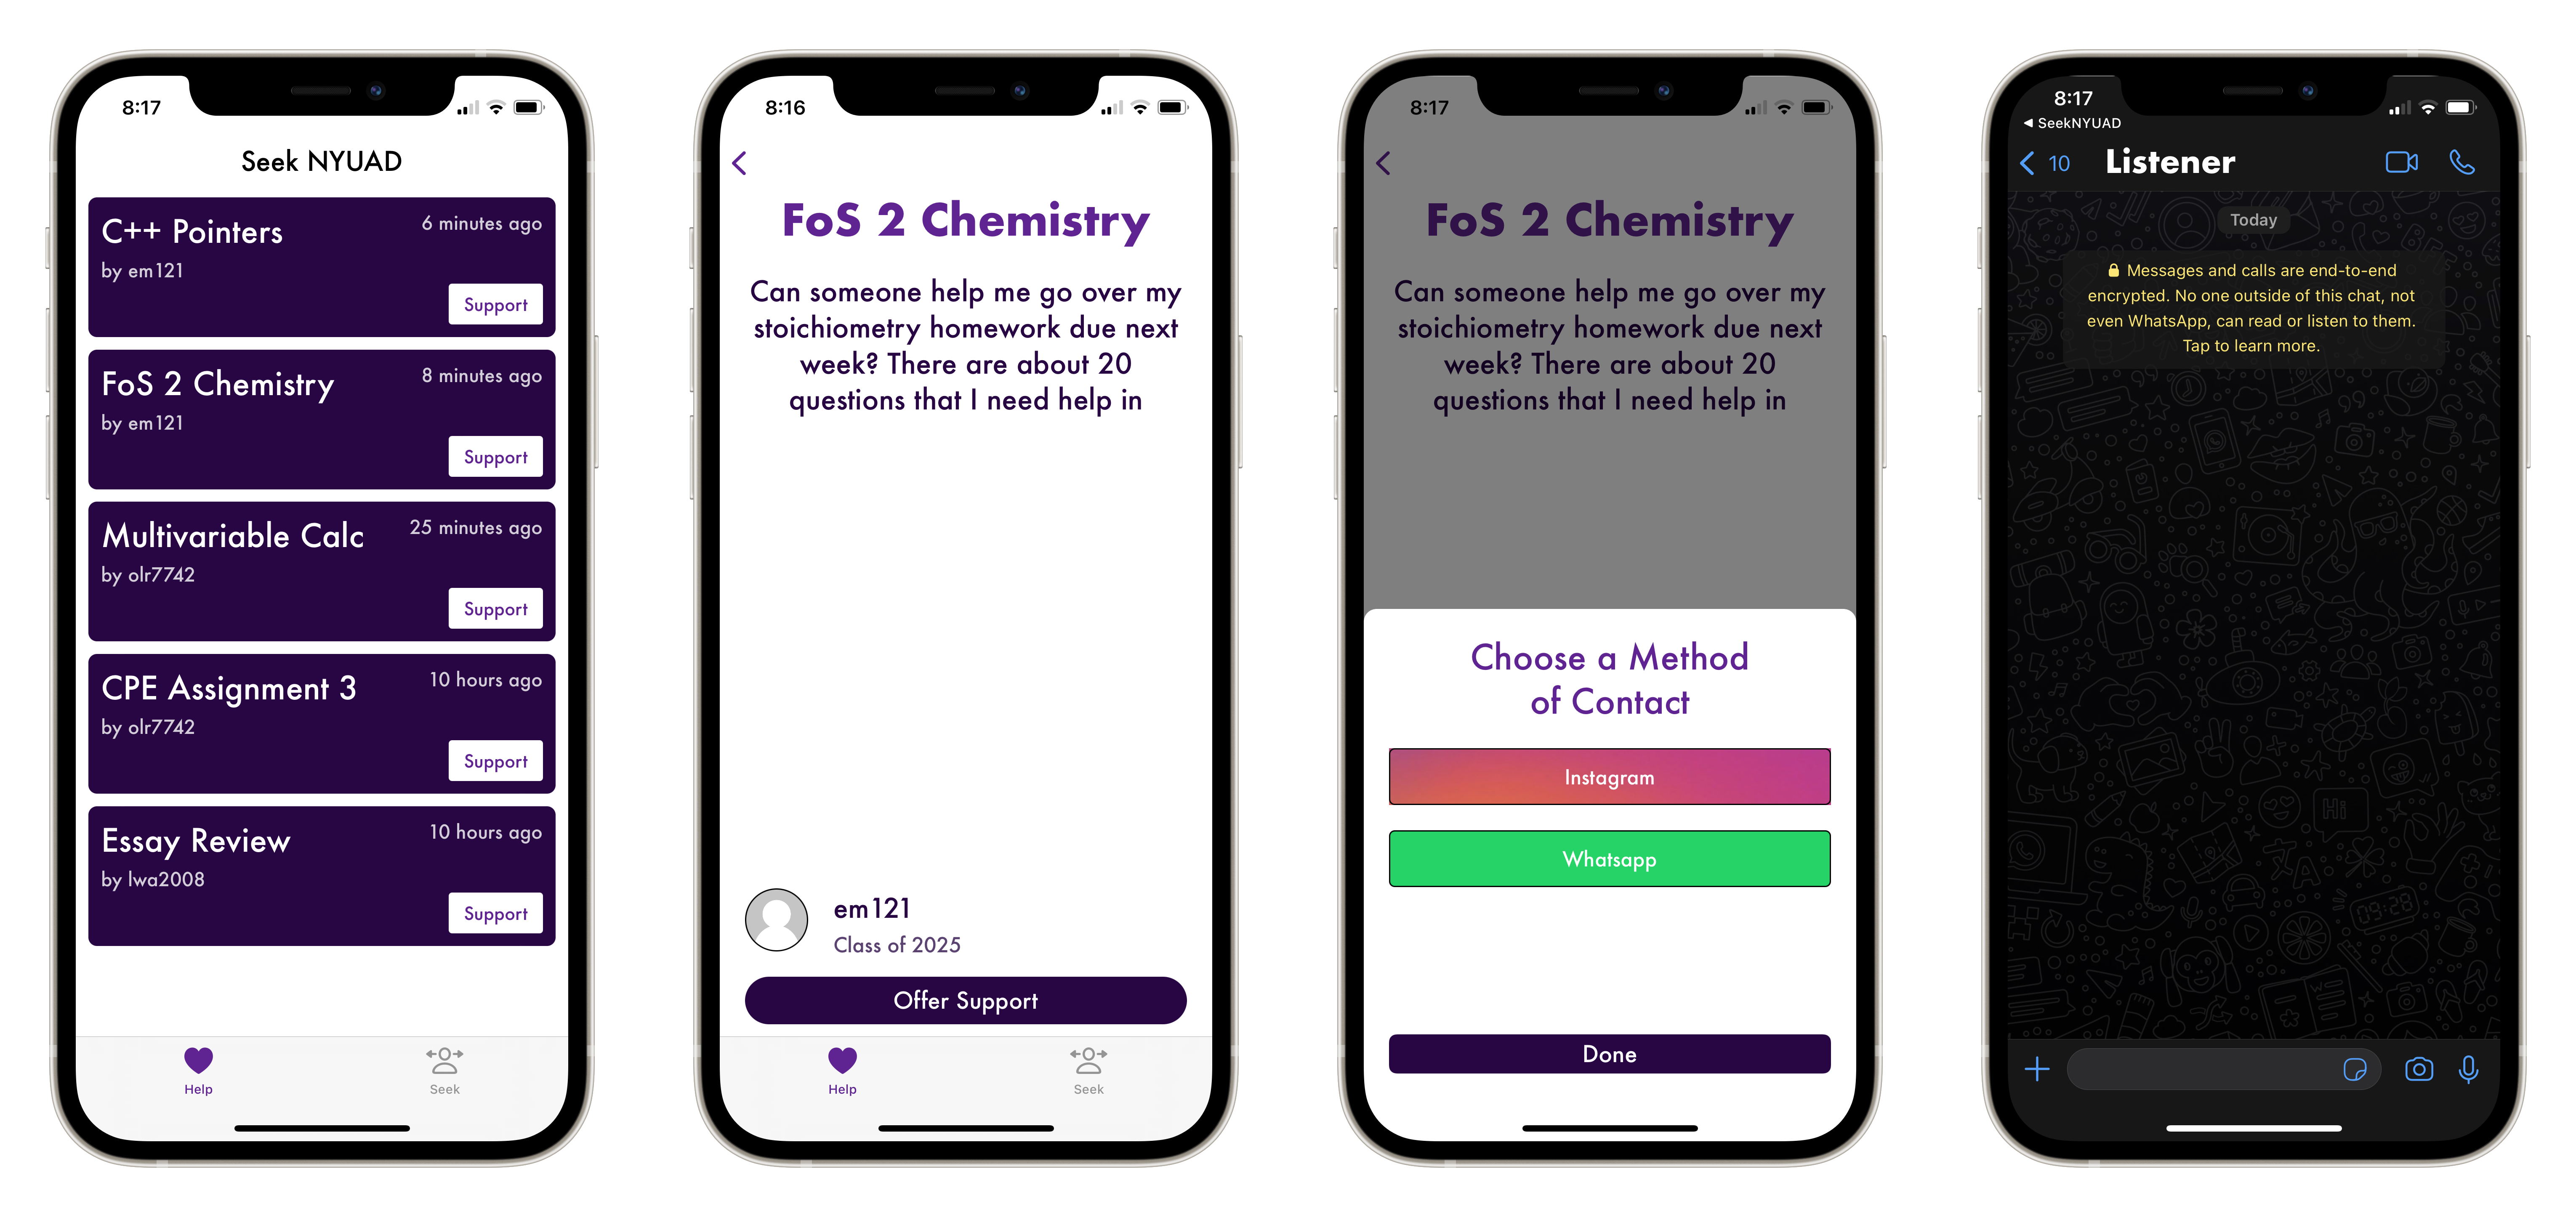 8:17
Seek NYUAD
C++ Pointers
6 minutes ago
by em121
Support
FoS 2 Chemistry
8 minutes ago
by em121
Support
Multivariable Calc
25 minutes ago
by olr7742
Support
CPE Assignment 3
10 hours ago
by olr7742
Support
Essay Review
10 hours ago
by lwa2008
Support
Help
Seek
8:16
FoS 2 Chemistry
Can someone help me go over my
stoichiometry homework due next
week? There are about 20
questions that I need help in
em121
Class of 2025
Offer Support
Help
Seek
8:17
FoS 2 Chemistry
Can someone help me go over my
stoichiometry homework due next
week? There are about 20
questions that I need help in
Choose a Method
of Contact
Instagram
Whatsapp
Done
8:17
SeekNYUAD
10
Listener
Today
Messages and calls are end-to-end
encrypted. No one outside of this chat, not
even WhatsApp, can read or listen to them.
Tap to learn more.
Hi
09:28